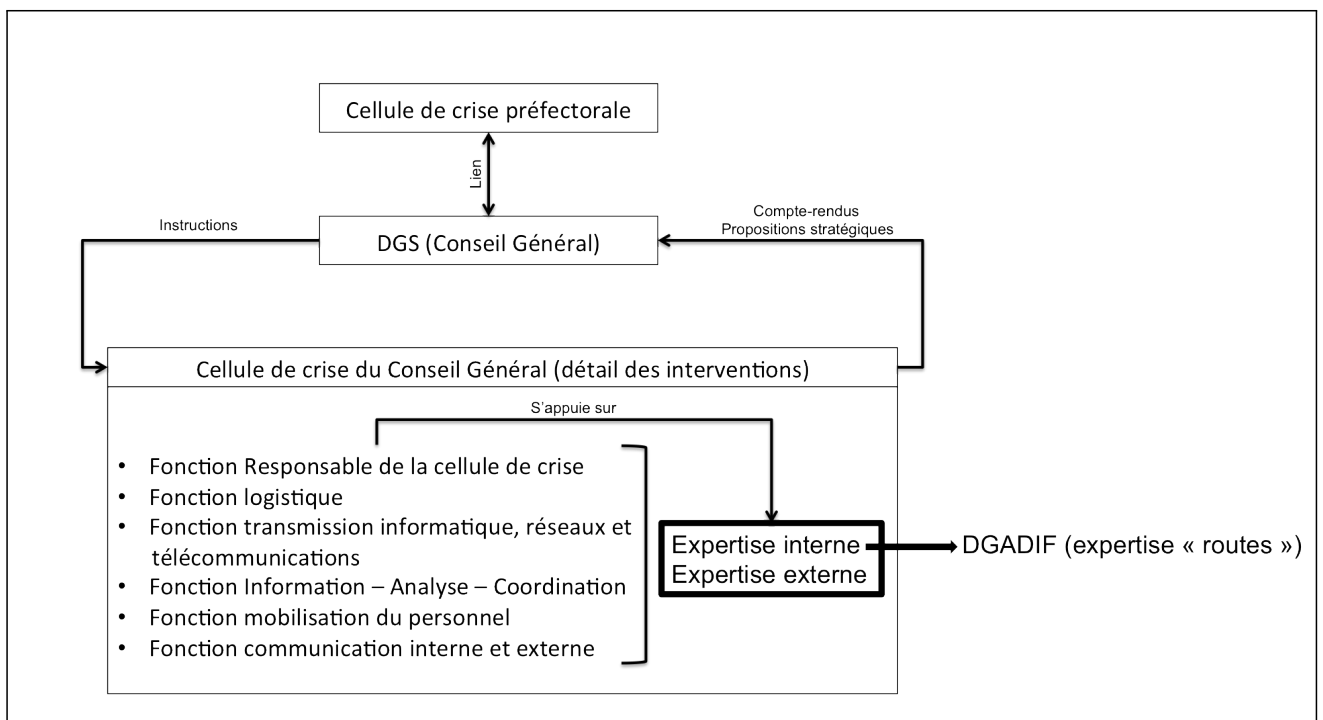 Cellule de crise préfectorale
Lien
Instructions
Compte-rendus
Propositions stratégiques
DGS (Conseil Général)
Cellule de crise du Conseil Général (détail des interventions)
S'appuie sur
• Fonction Responsable de la cellule de crise
• Fonction logistique
• Fonction transmission informatique, réseaux et
télécommunications
• Fonction Information – Analyse – Coordination
• Fonction mobilisation du personnel
• Fonction communication interne et externe
Expertise interne
Expertise externe
DGADIF (expertise « routes »)